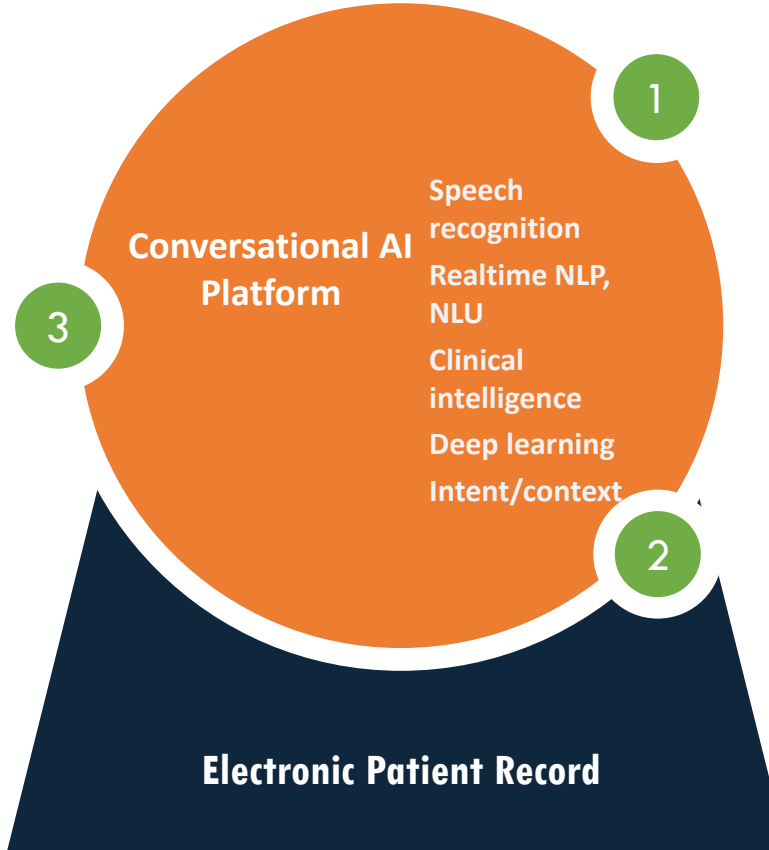 1
Conversational AI
Platform
Speech
recognition
Realtime NLP,
NLU
Clinical
intelligence
Deep learning
Intent/context
3
2
Electronic Patient Record